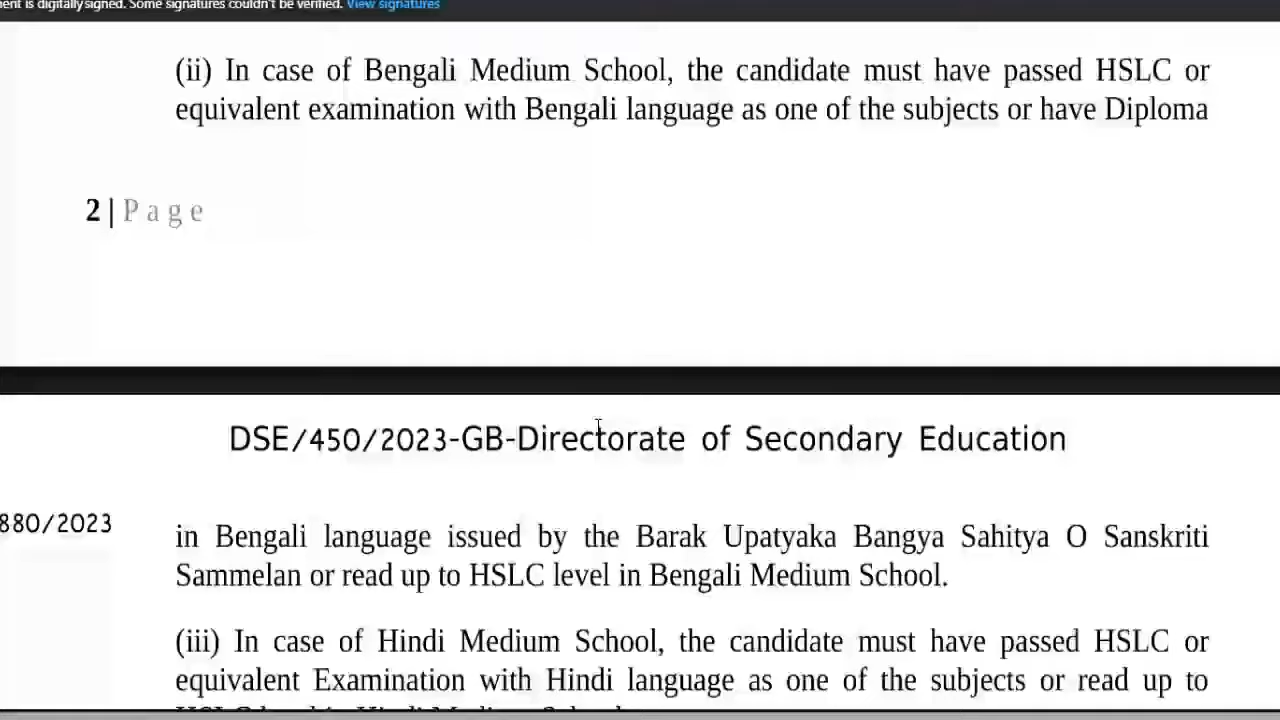 ent is digitally signed. Some signatures couldn't be verified. View signatures
(ii) In case of Bengali Medium School, the candidate must have passed HSLC or
equivalent examination with Bengali language as one of the subjects or have Diploma
2 | P a g e
DSE/450/2023-GB-Directorate of Secondary Education
880/2023
in Bengali language issued by the Barak Upatyaka Bangya Sahitya O Sanskriti
Sammelan or read up to HSLC level in Bengali Medium School.
(iii) In case of Hindi Medium School, the candidate must have passed HSLC or
equivalent Examination with Hindi language as one of the subjects or read up to